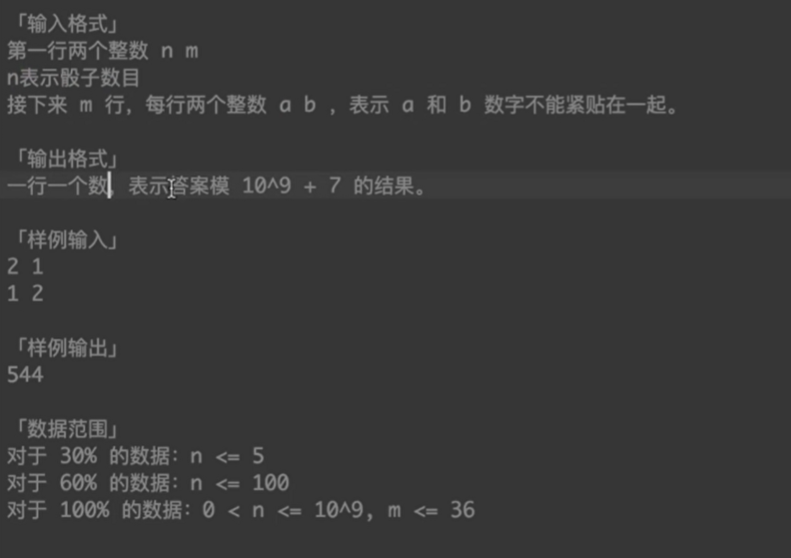 「输入格式」
第一行两个整数 n m
n表示骰子数目
接下来 m 行，每行两个整数 a b ，表示 a 和 b 数字不能紧贴在一起。
「输出格式」
一行一个数，表示答案模 10^9 + 7 的结果。
「样例输入」
2 1
1 2
「样例输出」
544
「数据范围」
对于 30% 的数据：n <= 5
对于 60% 的数据：n <= 100
对于 100% 的数据：0 < n <= 10^9, m <= 36